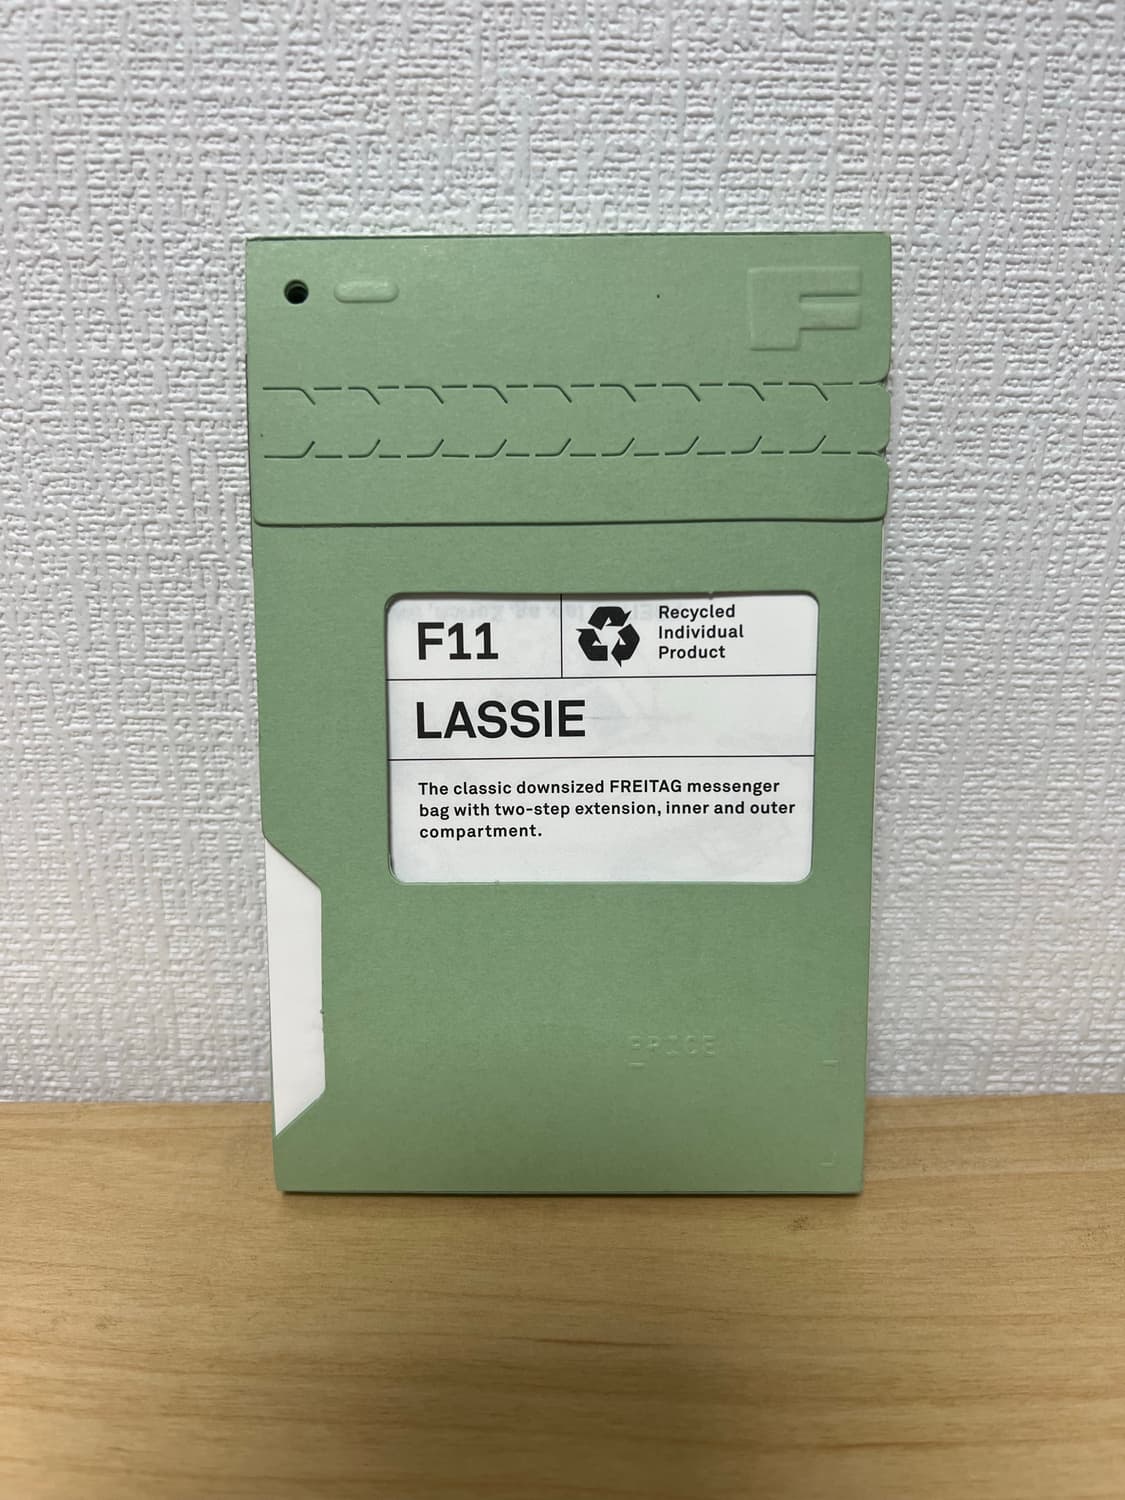 F
F11
Recycled
Individual
Product
LASSIE
The classic downsized FREITAG messenger
bag with two-step extension, inner and outer
compartment.